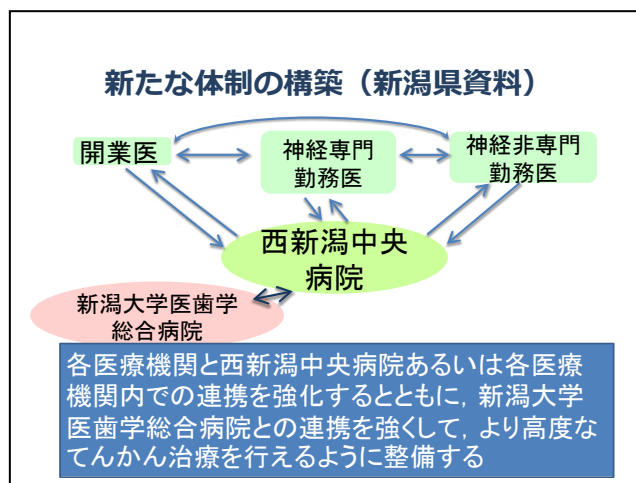 新たな体制の構築（新潟県資料）
開業医
神経専門
勤務医
神経非専門
勤務医
西新潟中央
病院
新潟大学医歯学
総合病院
各医療機関と西新潟中央病院あるいは各医療
機関内での連携を強化するとともに，新潟大学
医歯学総合病院との連携を強くして，より高度な
てんかん治療を行えるように整備する